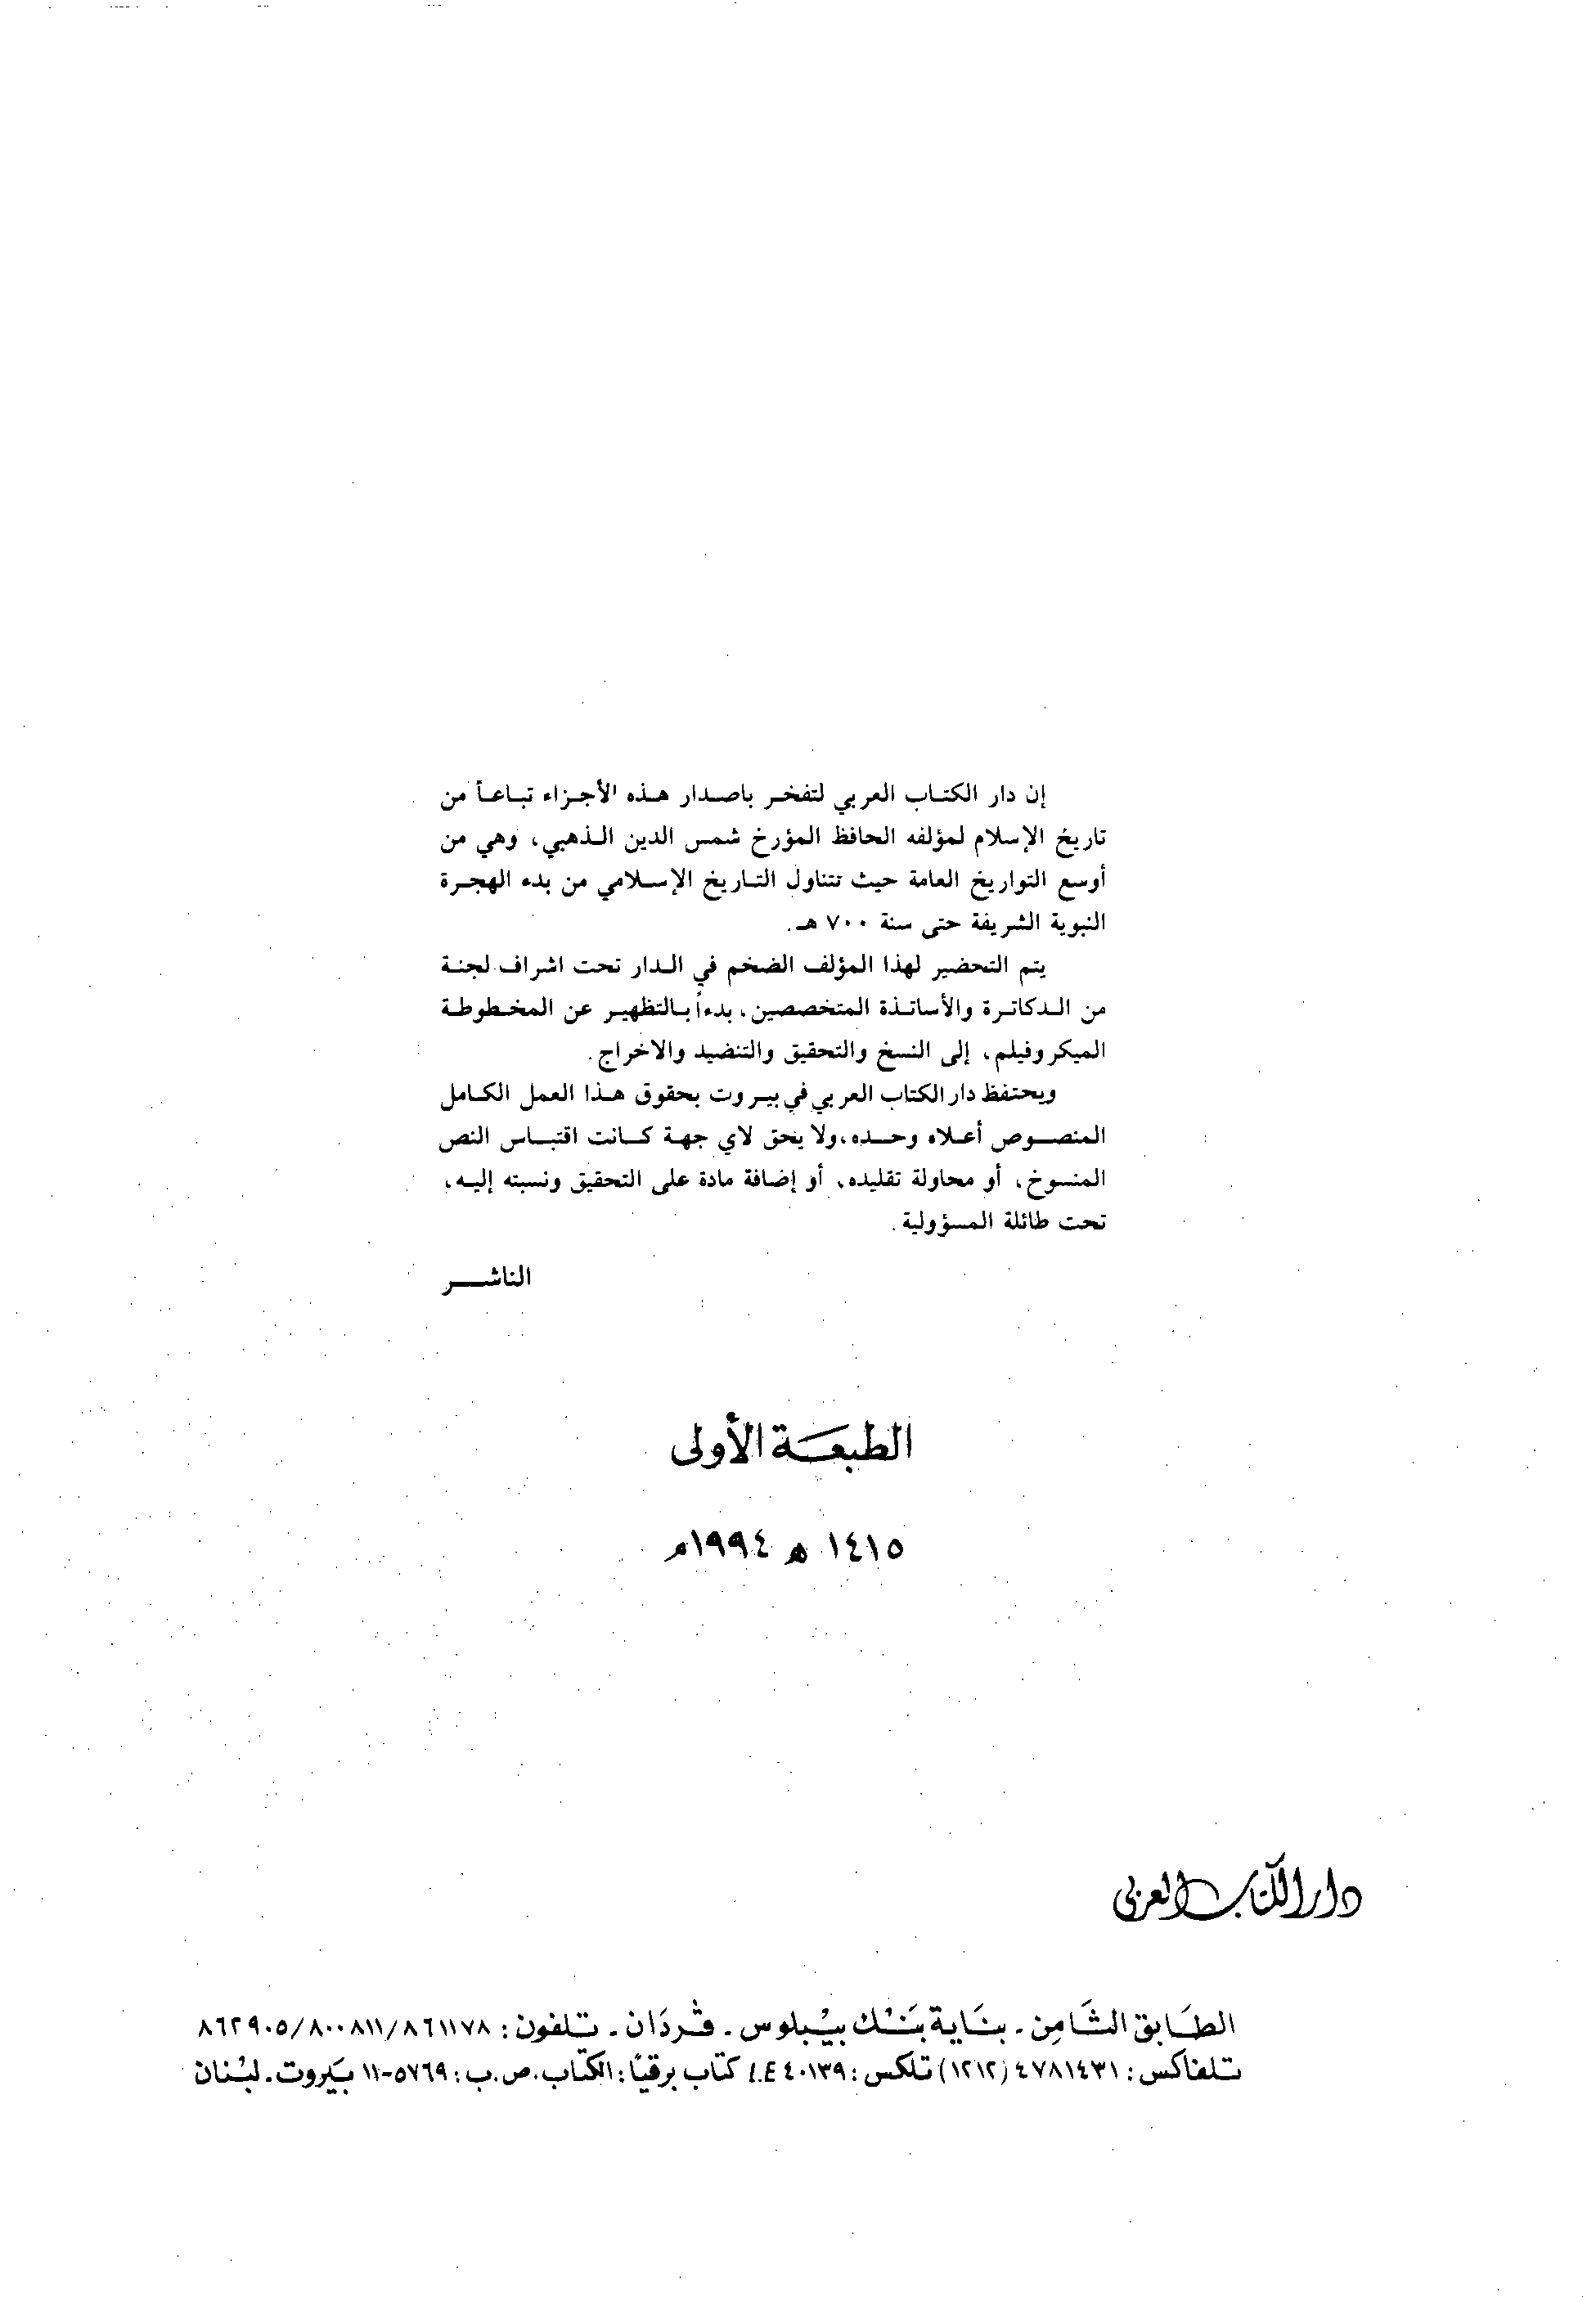 إن دار الكتاب العربي لتفخر باصدار هذه الأجزاء تباعاً من
تاريخ الإسلام لمؤلفه الحافظ المؤرخ شمس الدين الذهبي، وهي من
أوسع التواريخ العامة حيث تتناول التاريخ الإسلامي من بدء الهجرة
النبوية الشريفة حتى سنة ٧٠٠ هـ.
يتم التحضير لهذا المؤلف الضخم في الدار تحت اشراف لجنة
من الدكاترة والأساتذة المتخصصين، بدءاً بالتظهير عن المخطوطة
الميكروفيلم، إلى النسخ والتحقيق والتنضيد والاخراج.
ويحتفظ دار الكتاب العربي في بيروت بحقوق هذا العمل الكامل
المنصوص أعلاه وحده، ولا يحق لاي جهة كانت اقتباس النص
المنسوخ، أو محاولة تقليده، أو إضافة مادة على التحقيق ونسبته إليه،
تحت طائلة المسؤولية.
الناشر
الطبعة الأولى
١٤١٥ هـ ١٩٩٤م
دار الكتاب العربي
الطابق الثامن - بناية بنك بيبلوس - ڤردان - تلفون: ٨٦٢٩٠٥/٨٠٠٨١١/٨٦١١٧٨
تلفاكس: ٤٧٨١٤٣١ (١٢١٢) تلكس: ٤٠١٣٩ كتاب برقيًا: الكتاب. ص.ب: ٥٧٦٩-١١ بيروت. لبنان